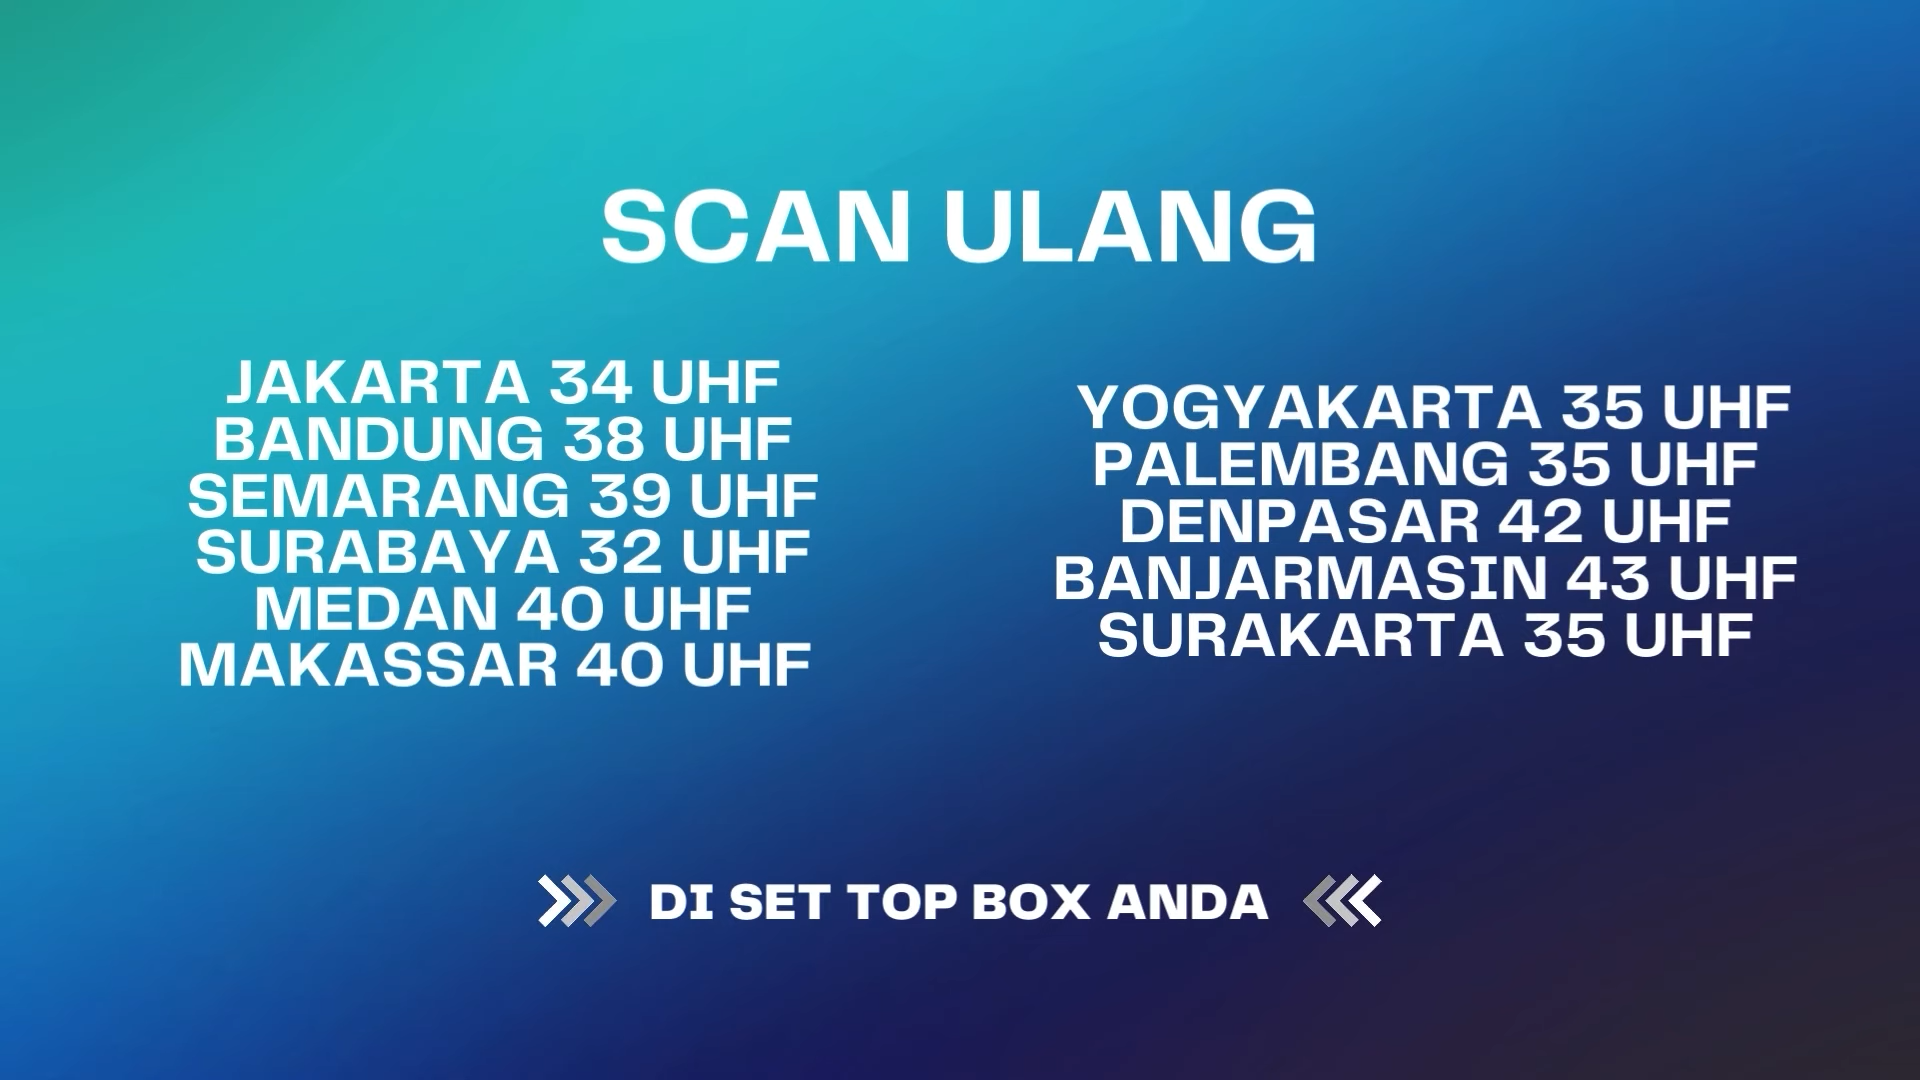 SCAN ULANG
JAKARTA 34 UHF
BANDUNG 38 UHF
SEMARANG 39 UHF
SURABAYA 32 UHF
MEDAN 40 UHF
MAKASSAR 40 UHF
YOGYAKARTA 35 UHF
PALEMBANG 35 UHF
DENPASAR 42 UHF
BANJARMASIN 43 UHF
SURAKARTA 35 UHF
DI SET TOP BOX ANDA